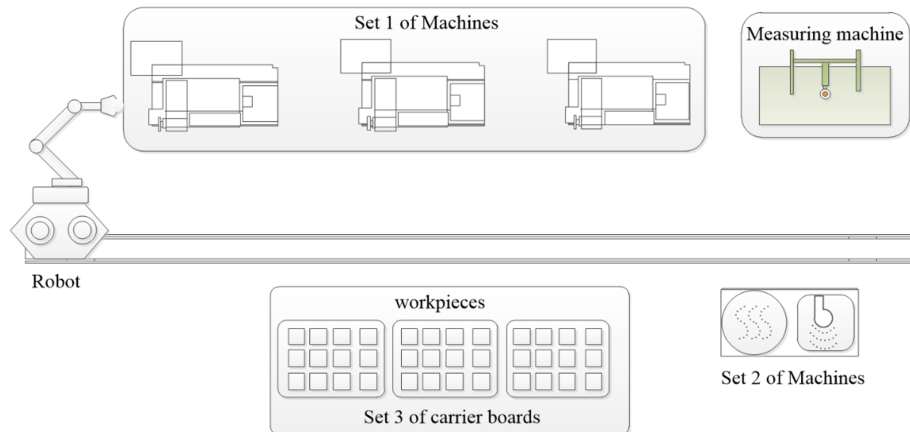 Set 1 of Machines
Measuring machine
Robot
workpieces
Set 3 of carrier boards
Set 2 of Machines